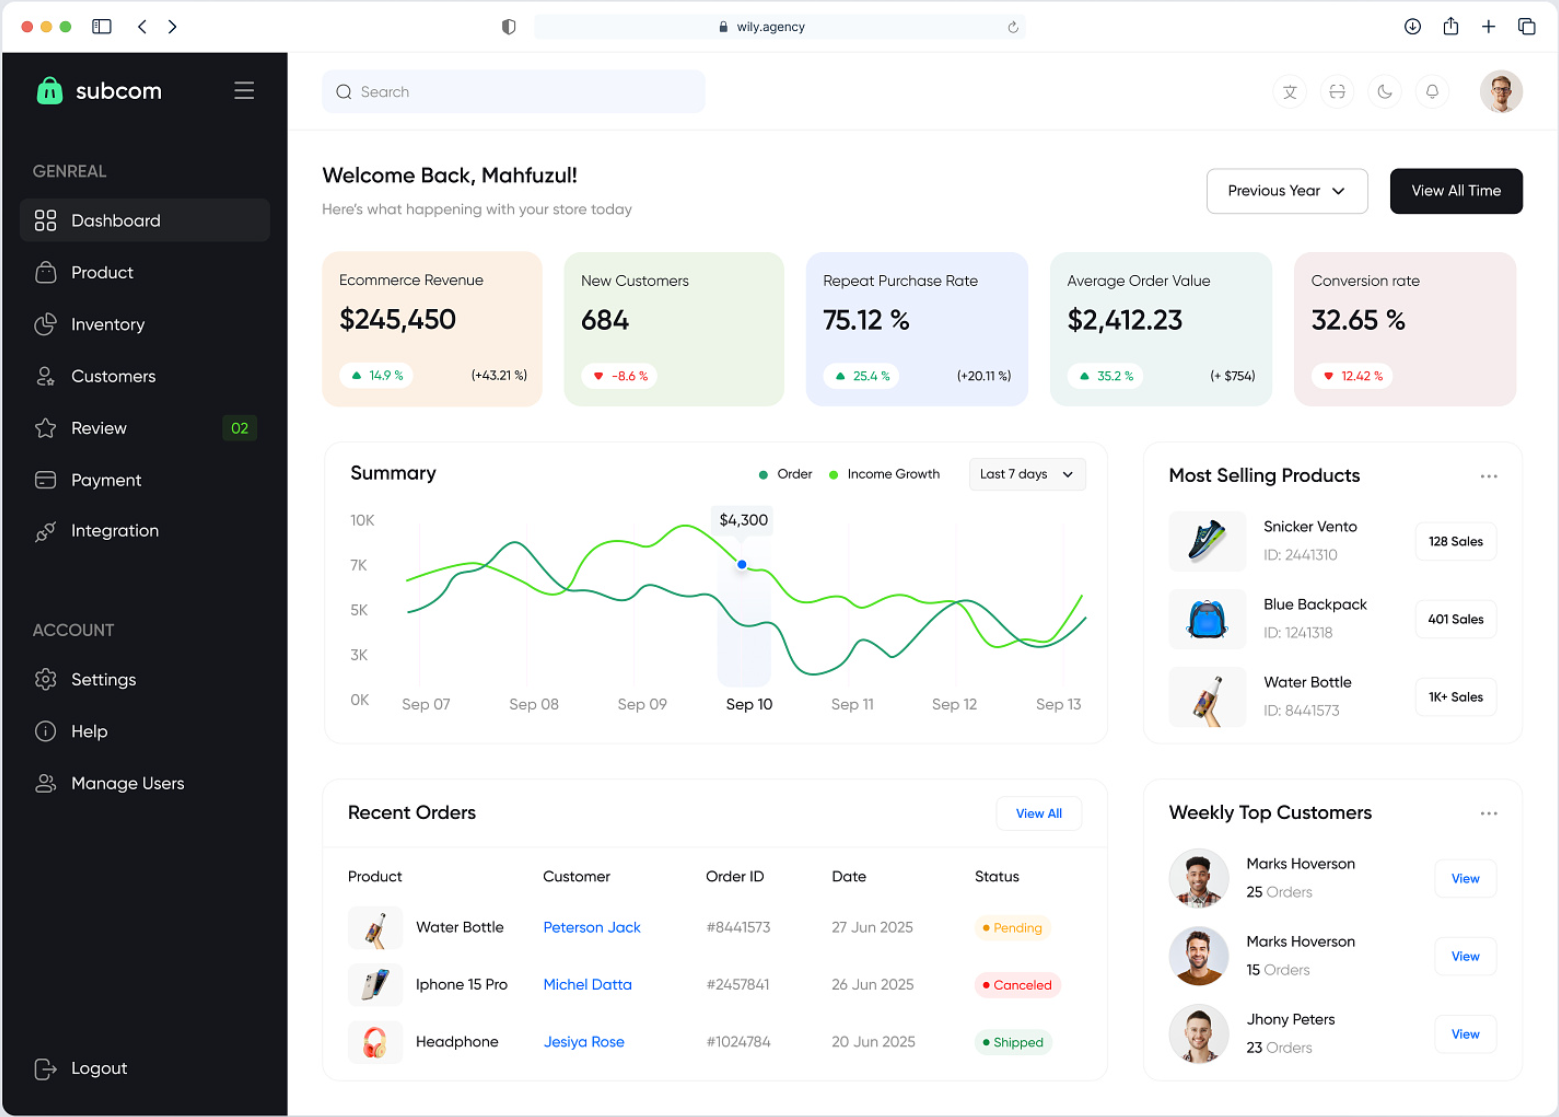 wily.agency
subcom
Search
文
GENREAL
Dashboard
Product
Inventory
Customers
Review 02
Payment
Integration
ACCOUNT
Settings
Help
Manage Users
Logout
Welcome Back, Mahfuzul!
Here's what happening with your store today
Previous Year
View All Time
Ecommerce Revenue
$245,450
14.9 % (+43.21 %)
New Customers
684
-8.6 %
Repeat Purchase Rate
75.12 %
25.4 % (+20.11 %)
Average Order Value
$2,412.23
35.2 % (+ $754)
Conversion rate
32.65 %
12.42 %
Summary
Order Income Growth
Last 7 days
$4,300
10K
7K
5K
3K
0K
Sep 07 Sep 08 Sep 09 Sep 10 Sep 11 Sep 12 Sep 13
Most Selling Products
Snicker Vento
ID: 2441310
128 Sales
Blue Backpack
ID: 1241318
401 Sales
Water Bottle
ID: 8441573
1K+ Sales
Recent Orders
View All
Product Customer Order ID Date Status
Water Bottle Peterson Jack #8441573 27 Jun 2025 Pending
Iphone 15 Pro Michel Datta #2457841 26 Jun 2025 Canceled
Headphone Jesiya Rose #1024784 20 Jun 2025 Shipped
Weekly Top Customers
Marks Hoverson
25 Orders
View
Marks Hoverson
15 Orders
View
Jhony Peters
23 Orders
View